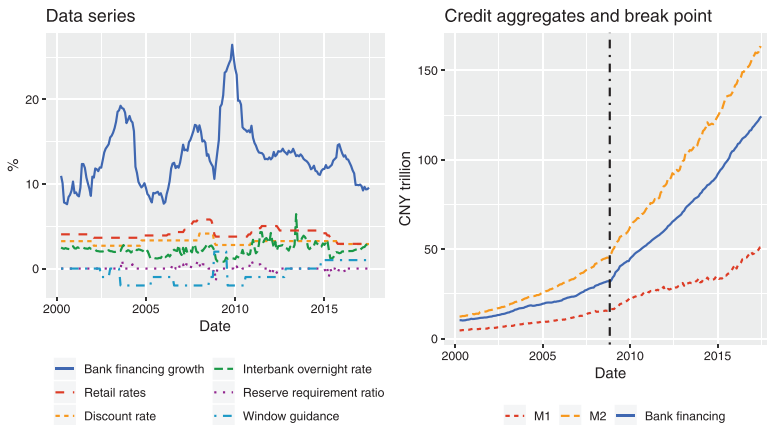 Data series
%
20
10
0
2000
2005
2010
2015
Date
Bank financing growth
Retail rates
Discount rate
Interbank overnight rate
Reserve requirement ratio
Window guidance
Credit aggregates and break point
CNY trillion
150
100
50
0
2000
2005
2010
2015
Date
M1
M2
Bank financing